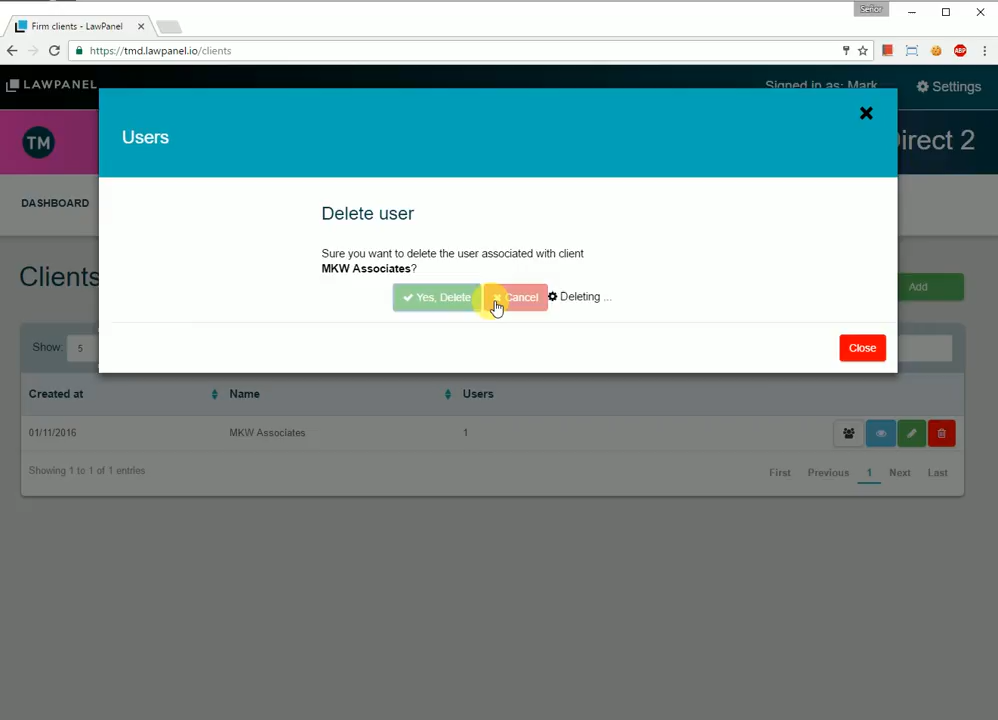 Señor
Firm clients - LawPanel
https://tmd.lawpanel.io/clients
ABP
LAWPANEL
Signed in as: Mark
Settings
TM
Direct 2
Users
DASHBOARD
Delete user
Sure you want to delete the user associated with client
MKW Associates?
Yes, Delete
Cancel
Deleting ...
Clients
Add
Show: 5
Close
Created at Name Users
01/11/2016 MKW Associates 1
Showing 1 to 1 of 1 entries
First Previous 1 Next Last